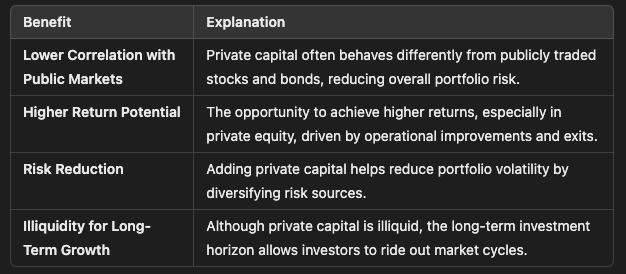 Benefit Explanation
Lower Correlation with Private capital often behaves differently from publicly traded
Public Markets stocks and bonds, reducing overall portfolio risk.
Higher Return Potential The opportunity to achieve higher returns, especially in
private equity, driven by operational improvements and exits.
Risk Reduction Adding private capital helps reduce portfolio volatility by
diversifying risk sources.
Illiquidity for Long- Although private capital is illiquid, the long-term investment
Term Growth horizon allows investors to ride out market cycles.